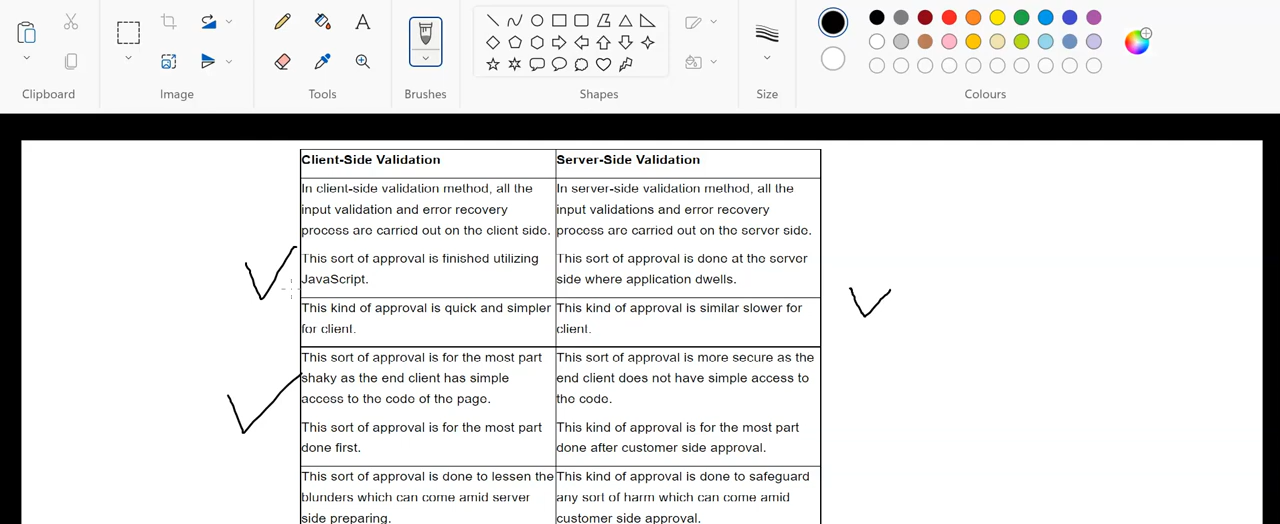 Clipboard
Image
Tools
Brushes
Shapes
Size
Colours
Client-Side Validation
Server-Side Validation
In client-side validation method, all the
input validation and error recovery
process are carried out on the client side.
In server-side validation method, all the
input validations and error recovery
process are carried out on the server side.
This sort of approval is finished utilizing
JavaScript.
This sort of approval is done at the server
side where application dwells.
This kind of approval is quick and simpler
for client.
This kind of approval is similar slower for
client.
This sort of approval is for the most part
shaky as the end client has simple
access to the code of the page.
This sort of approval is more secure as the
end client does not have simple access to
the code.
This sort of approval is for the most part
done first.
This kind of approval is for the most part
done after customer side approval.
This sort of approval is done to lessen the
blunders which can come amid server
side preparing.
This kind of approval is done to safeguard
any sort of harm which can come amid
customer side approval.